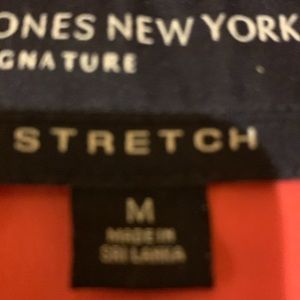 ONES NEW YORK
GNATURE
STRETCH
M
MADE IN
SRI LANKA